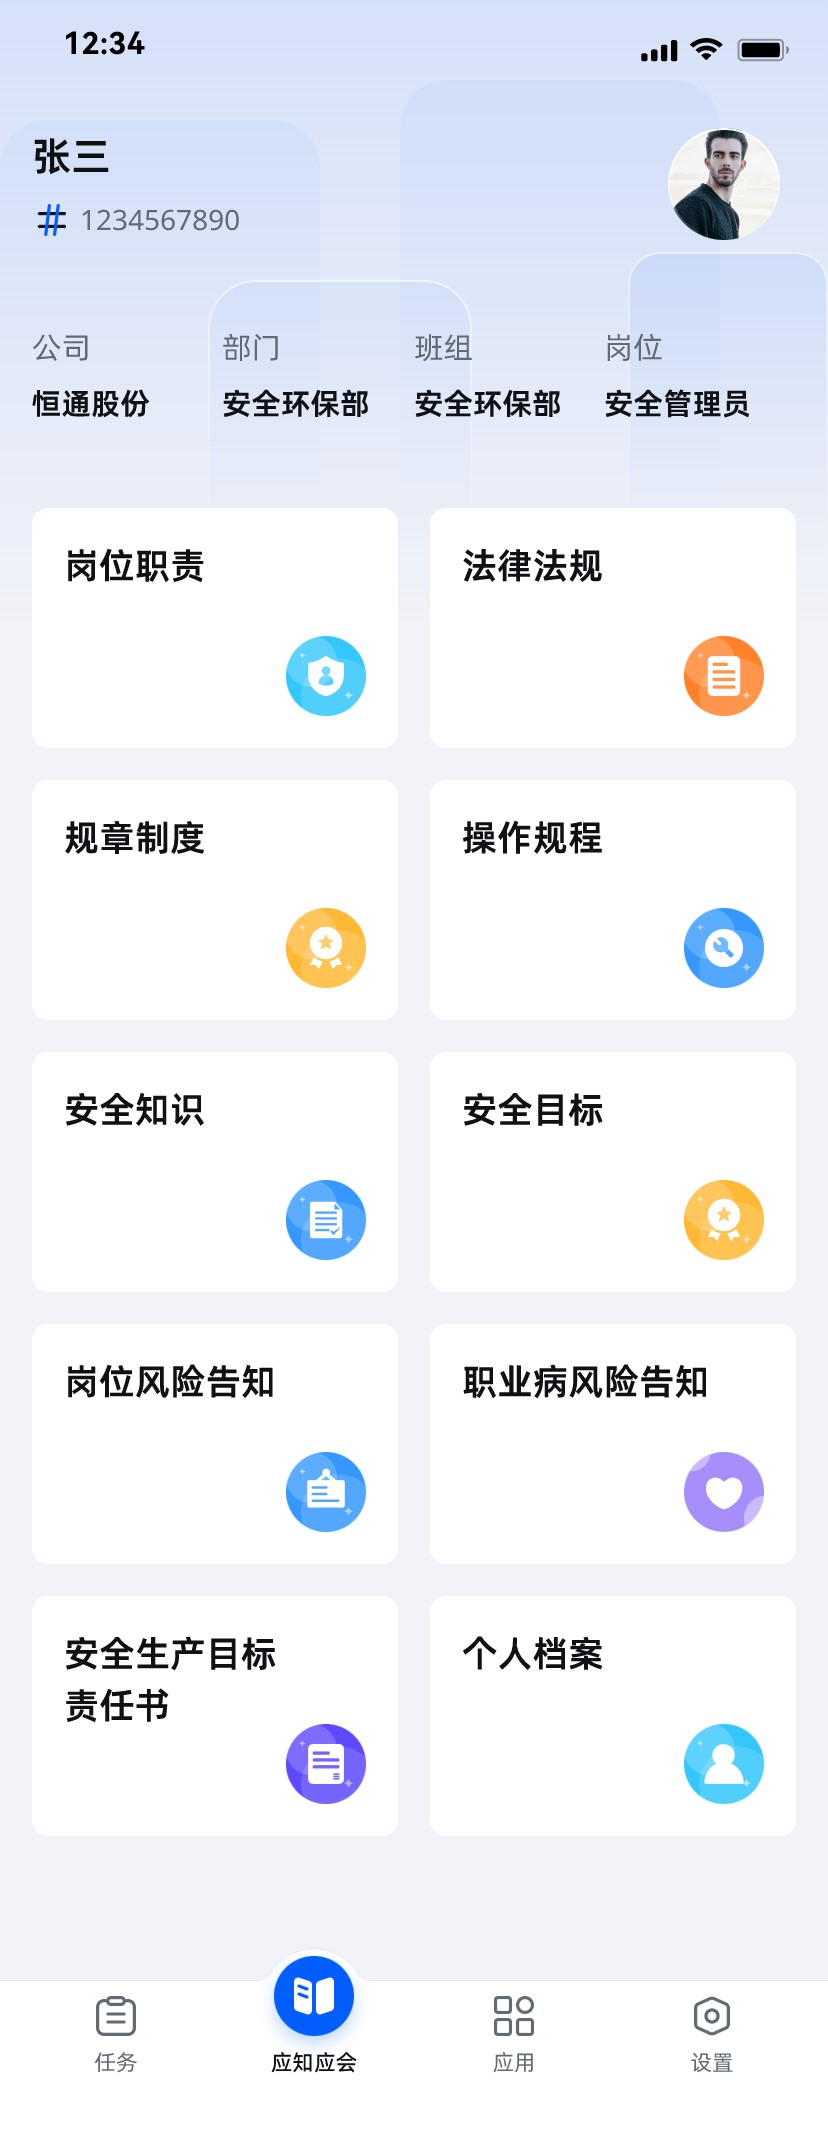 12:34
张三
# 1234567890
公司 部门 班组 岗位
恒通股份 安全环保部 安全环保部 安全管理员
岗位职责 法律法规
规章制度 操作规程
安全知识 安全目标
岗位风险告知 职业病风险告知
安全生产目标 个人档案
责任书
任务 应知应会 应用 设置